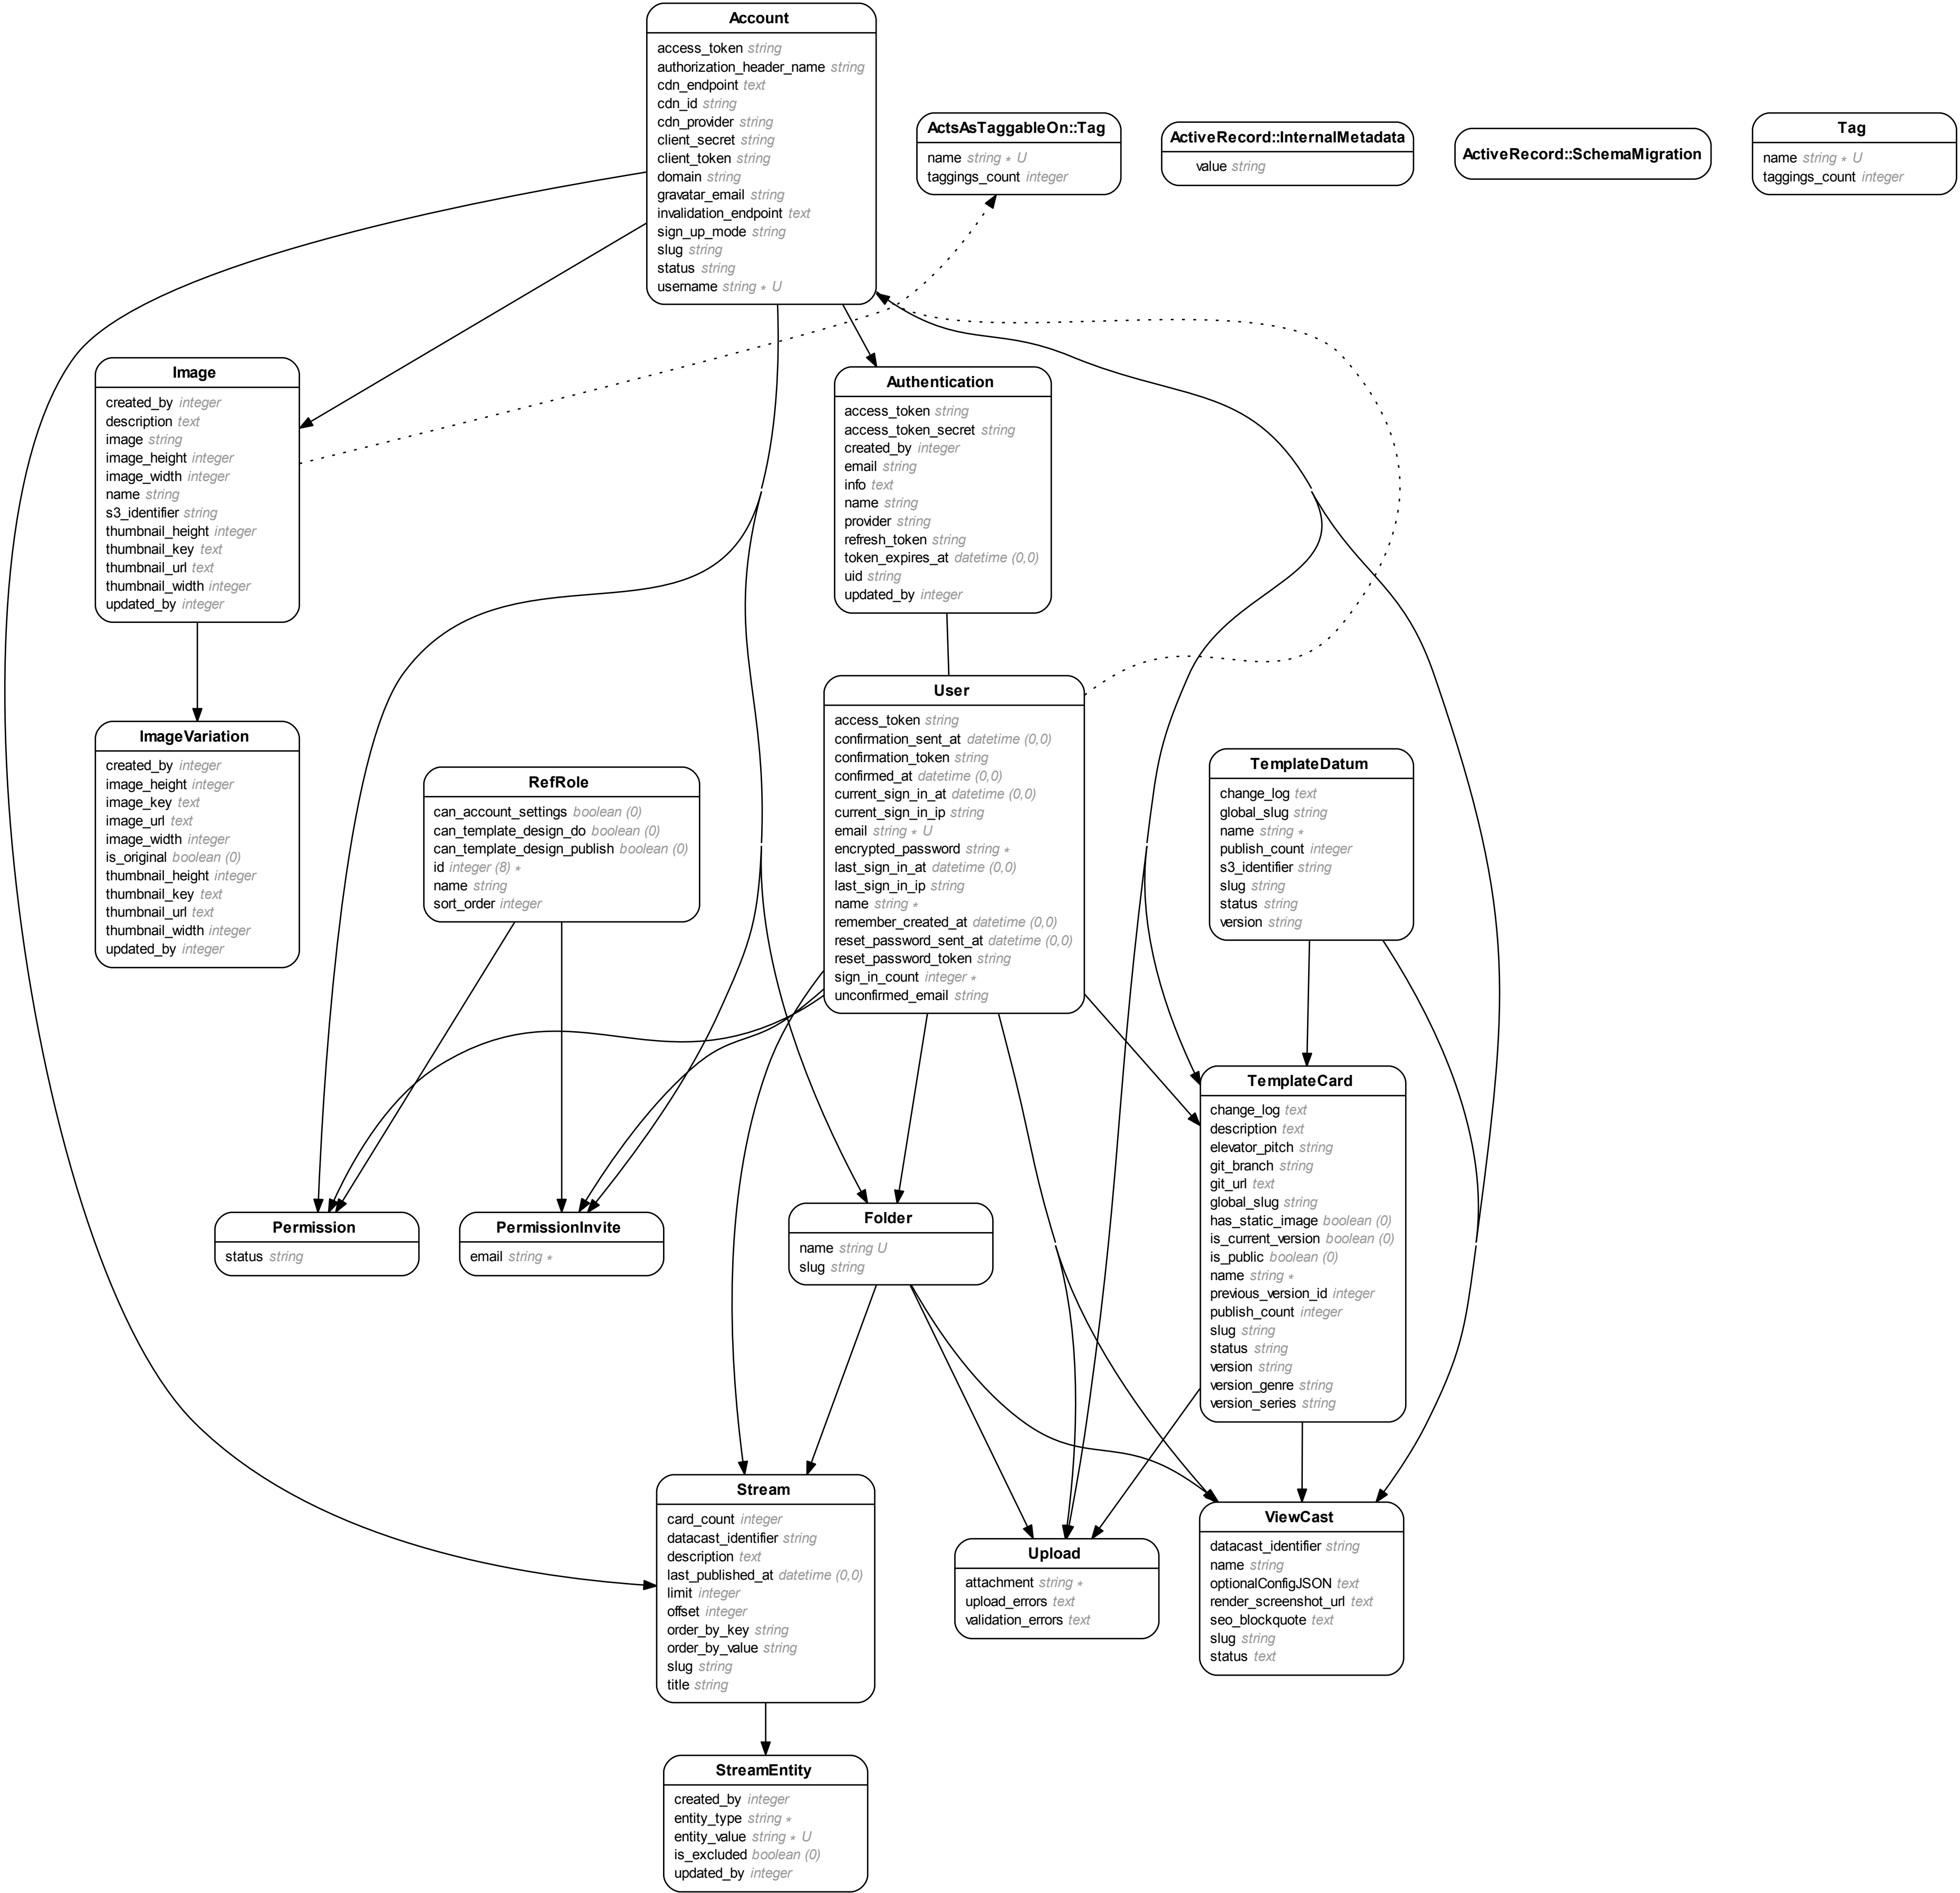 Account
access_token string
authorization_header_name string
cdn_endpoint text
cdn_id string
cdn_provider string
client_secret string
client_token string
domain string
gravatar_email string
invalidation_endpoint text
sign_up_mode string
slug string
status string
username string ∗ U
ActsAsTaggableOn::Tag
name string ∗ U
taggings_count integer
ActiveRecord::InternalMetadata
value string
ActiveRecord::SchemaMigration
Tag
name string ∗ U
taggings_count integer
Image
created_by integer
description text
image string
image_height integer
image_width integer
name string
s3_identifier string
thumbnail_height integer
thumbnail_key text
thumbnail_url text
thumbnail_width integer
updated_by integer
Authentication
access_token string
access_token_secret string
created_by integer
email string
info text
name string
provider string
refresh_token string
token_expires_at datetime (0,0)
uid string
updated_by integer
ImageVariation
created_by integer
image_height integer
image_key text
image_url text
image_width integer
is_original boolean (0)
thumbnail_height integer
thumbnail_key text
thumbnail_url text
thumbnail_width integer
updated_by integer
RefRole
can_account_settings boolean (0)
can_template_design_do boolean (0)
can_template_design_publish boolean (0)
id integer (8) ∗
name string
sort_order integer
User
access_token string
confirmation_sent_at datetime (0,0)
confirmation_token string
confirmed_at datetime (0,0)
current_sign_in_at datetime (0,0)
current_sign_in_ip string
email string ∗ U
encrypted_password string ∗
last_sign_in_at datetime (0,0)
last_sign_in_ip string
name string ∗
remember_created_at datetime (0,0)
reset_password_sent_at datetime (0,0)
reset_password_token string
sign_in_count integer ∗
unconfirmed_email string
TemplateDatum
change_log text
global_slug string
name string ∗
publish_count integer
s3_identifier string
slug string
status string
version string
TemplateCard
change_log text
description text
elevator_pitch string
git_branch string
git_url text
global_slug string
has_static_image boolean (0)
is_current_version boolean (0)
is_public boolean (0)
name string ∗
previous_version_id integer
publish_count integer
slug string
status string
version string
version_genre string
version_series string
Permission
status string
PermissionInvite
email string ∗
Folder
name string U
slug string
Stream
card_count integer
datacast_identifier string
description text
last_published_at datetime (0,0)
limit integer
offset integer
order_by_key string
order_by_value string
slug string
title string
Upload
attachment string ∗
upload_errors text
validation_errors text
ViewCast
datacast_identifier string
name string
optionalConfigJSON text
render_screenshot_url text
seo_blockquote text
slug string
status text
StreamEntity
created_by integer
entity_type string ∗
entity_value string ∗ U
is_excluded boolean (0)
updated_by integer